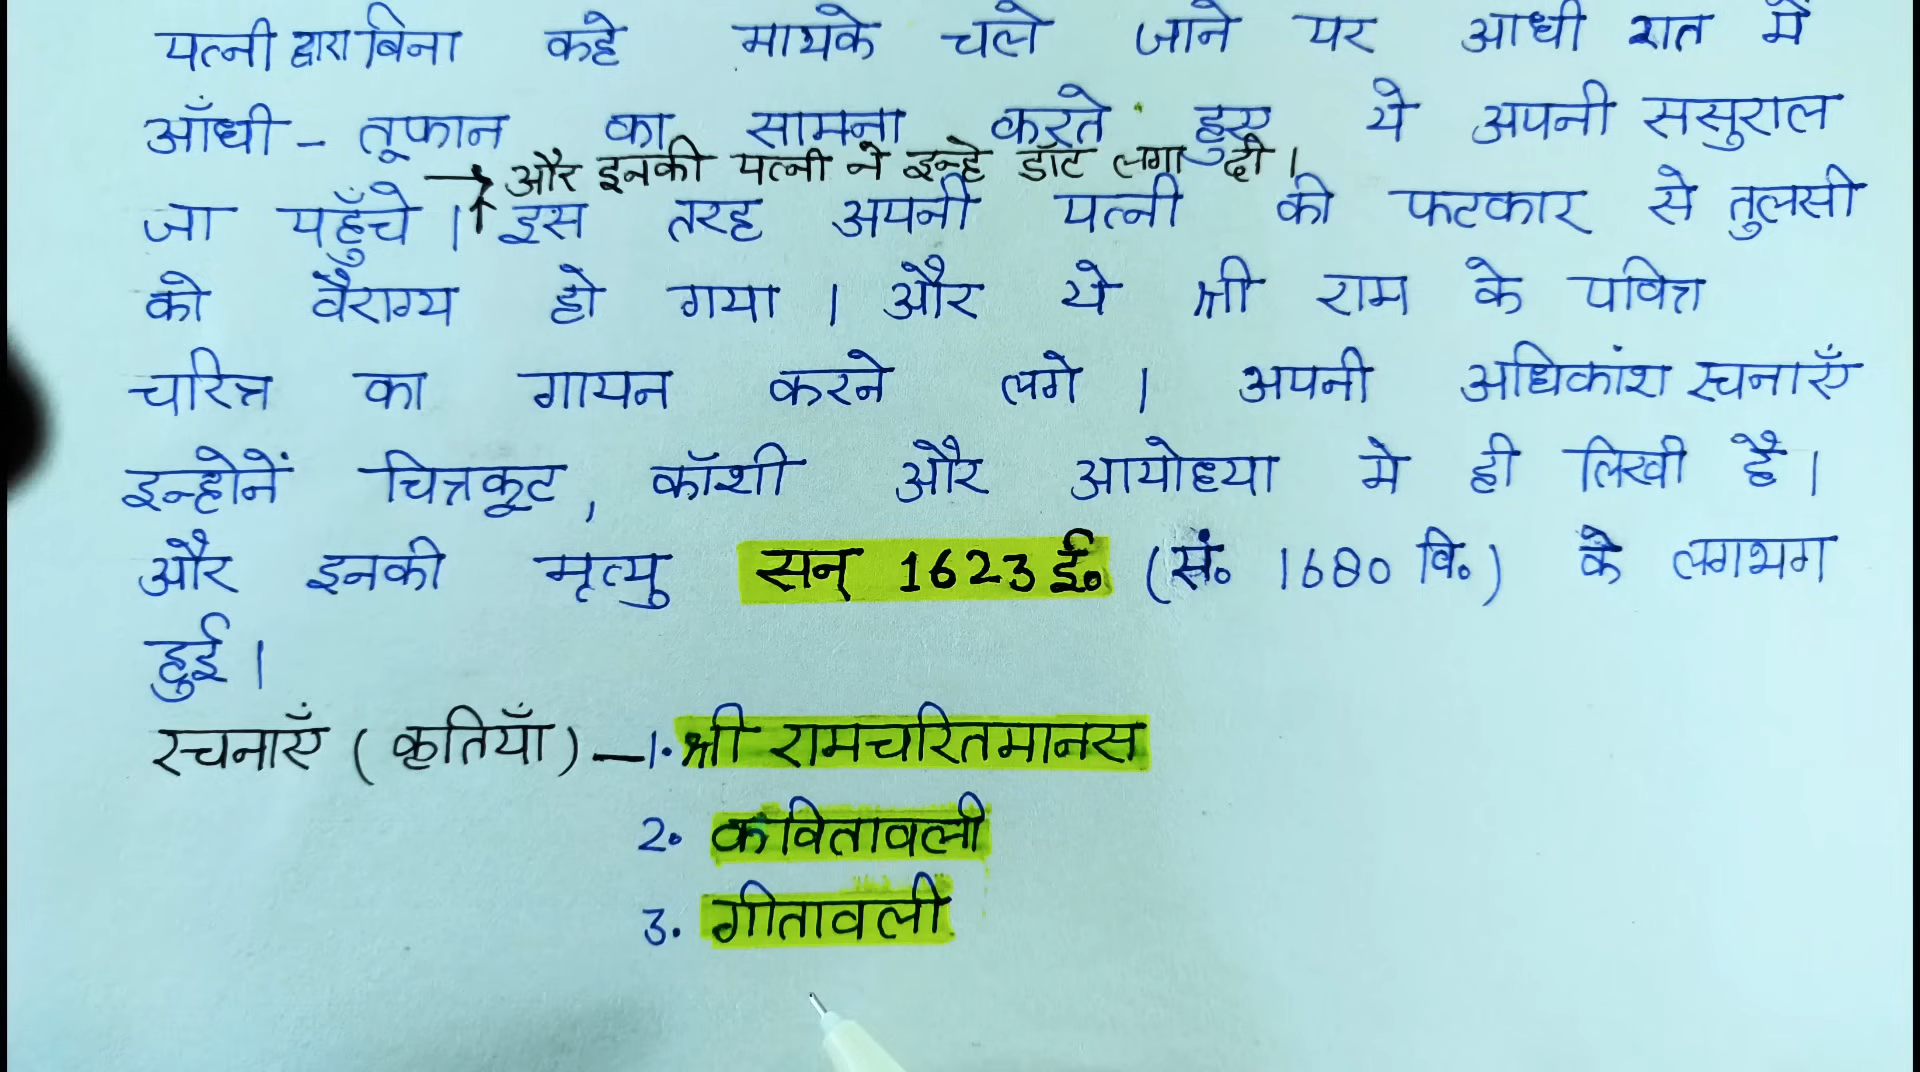 पत्नी द्वारा बिना कहे मायके चले जाने पर आधी रात में
आँधी - तूफान का सामना करते हुए ये अपनी ससुराल
→ और इनकी पत्नी ने इन्हे डॉट लगा दी ।
जा पहुँचे । इस तरह अपनी पत्नी की फटकार से तुलसी
को वैराग्य हो गया । और ये श्री राम के पवित्र
चरित्र का गायन करने लगे । अपनी अधिकांश रचनाएँ
इन्होनें चित्रकूट, कॉशी और आयोध्या मे ही लिखी है ।
और इनकी मृत्यु सन् 1623 ई० (सं० 1680 वि०) के लगभग
हुई ।
रचनाएँ ( कृतियाँ ) — 1. श्री रामचरितमानस
2. कवितावली
3. गीतावली